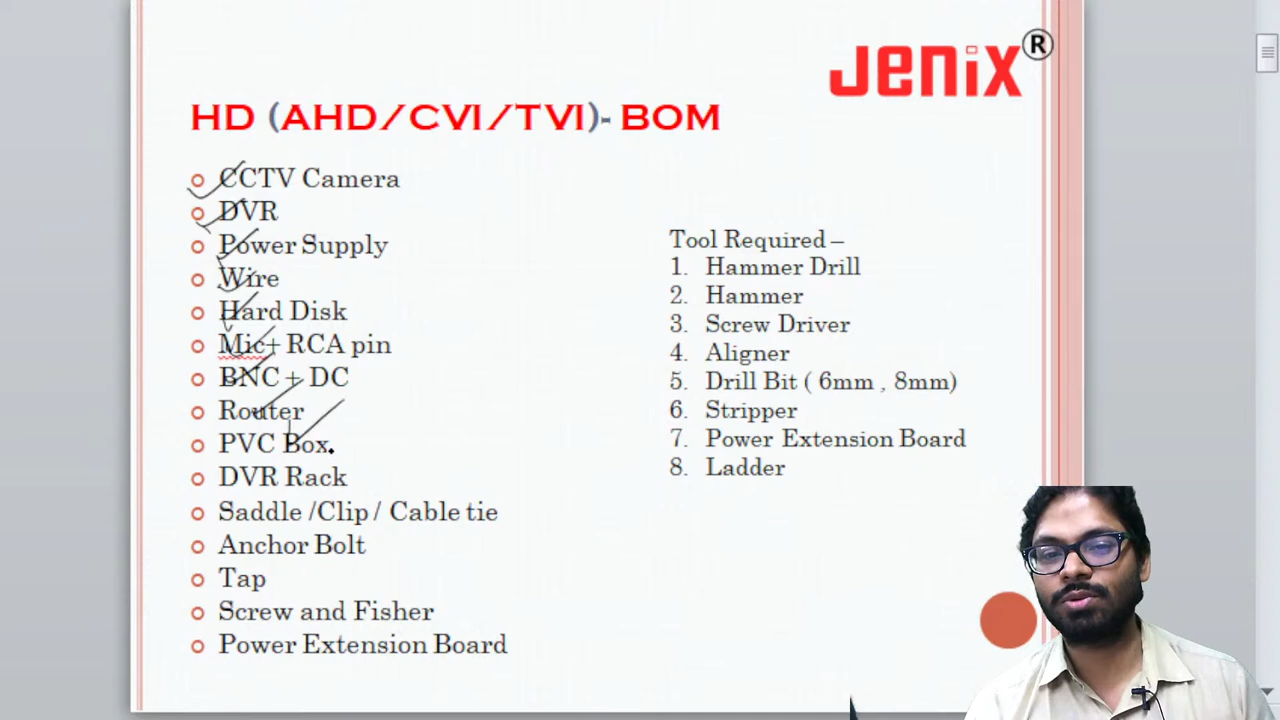 Jenix®
HD (AHD/CVI/TVI)- BOM
CCTV Camera
DVR
Power Supply
Wire
Hard Disk
Mic+ RCA pin
BNC + DC
Router
PVC Box
DVR Rack
Saddle /Clip / Cable tie
Anchor Bolt
Tap
Screw and Fisher
Power Extension Board
Tool Required –
1. Hammer Drill
2. Hammer
3. Screw Driver
4. Aligner
5. Drill Bit ( 6mm , 8mm)
6. Stripper
7. Power Extension Board
8. Ladder